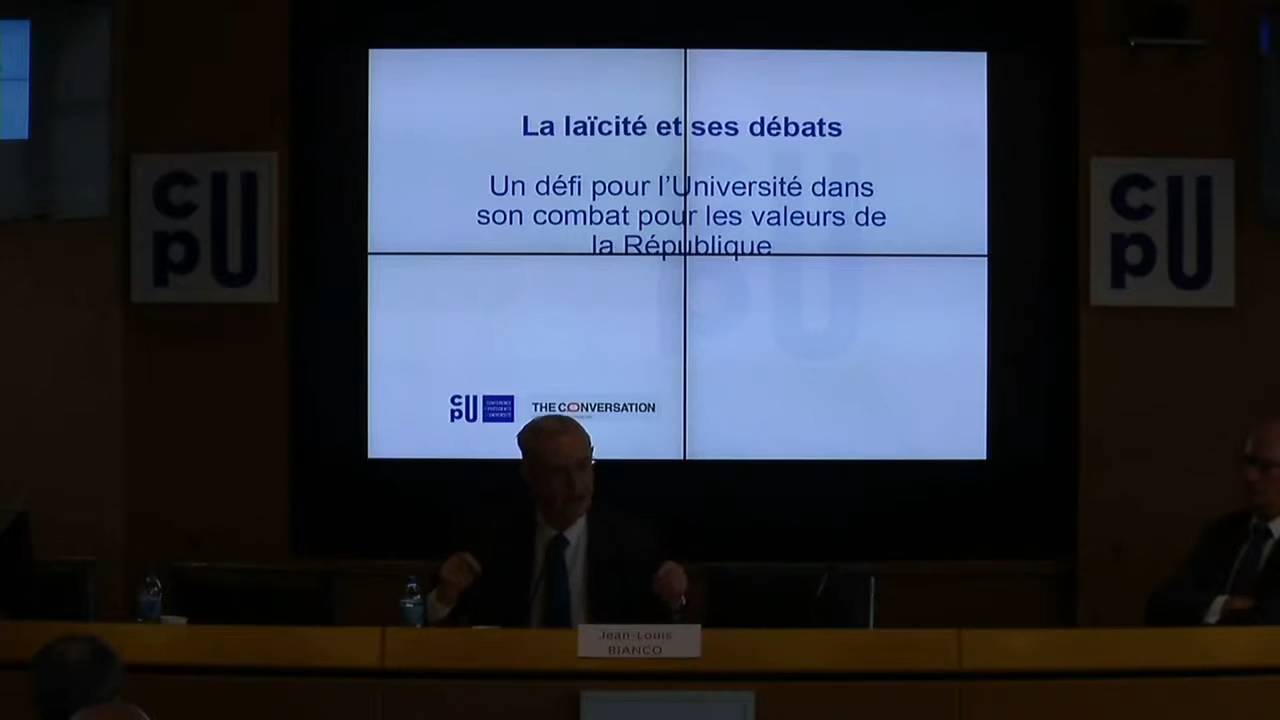 La laïcité et ses débats
Un défi pour l'Université dans
son combat pour les valeurs de
la République
cpU
cpU
cpU
CONFÉRENCE
THE CONVERSATION
Jean-Louis
BIANCO